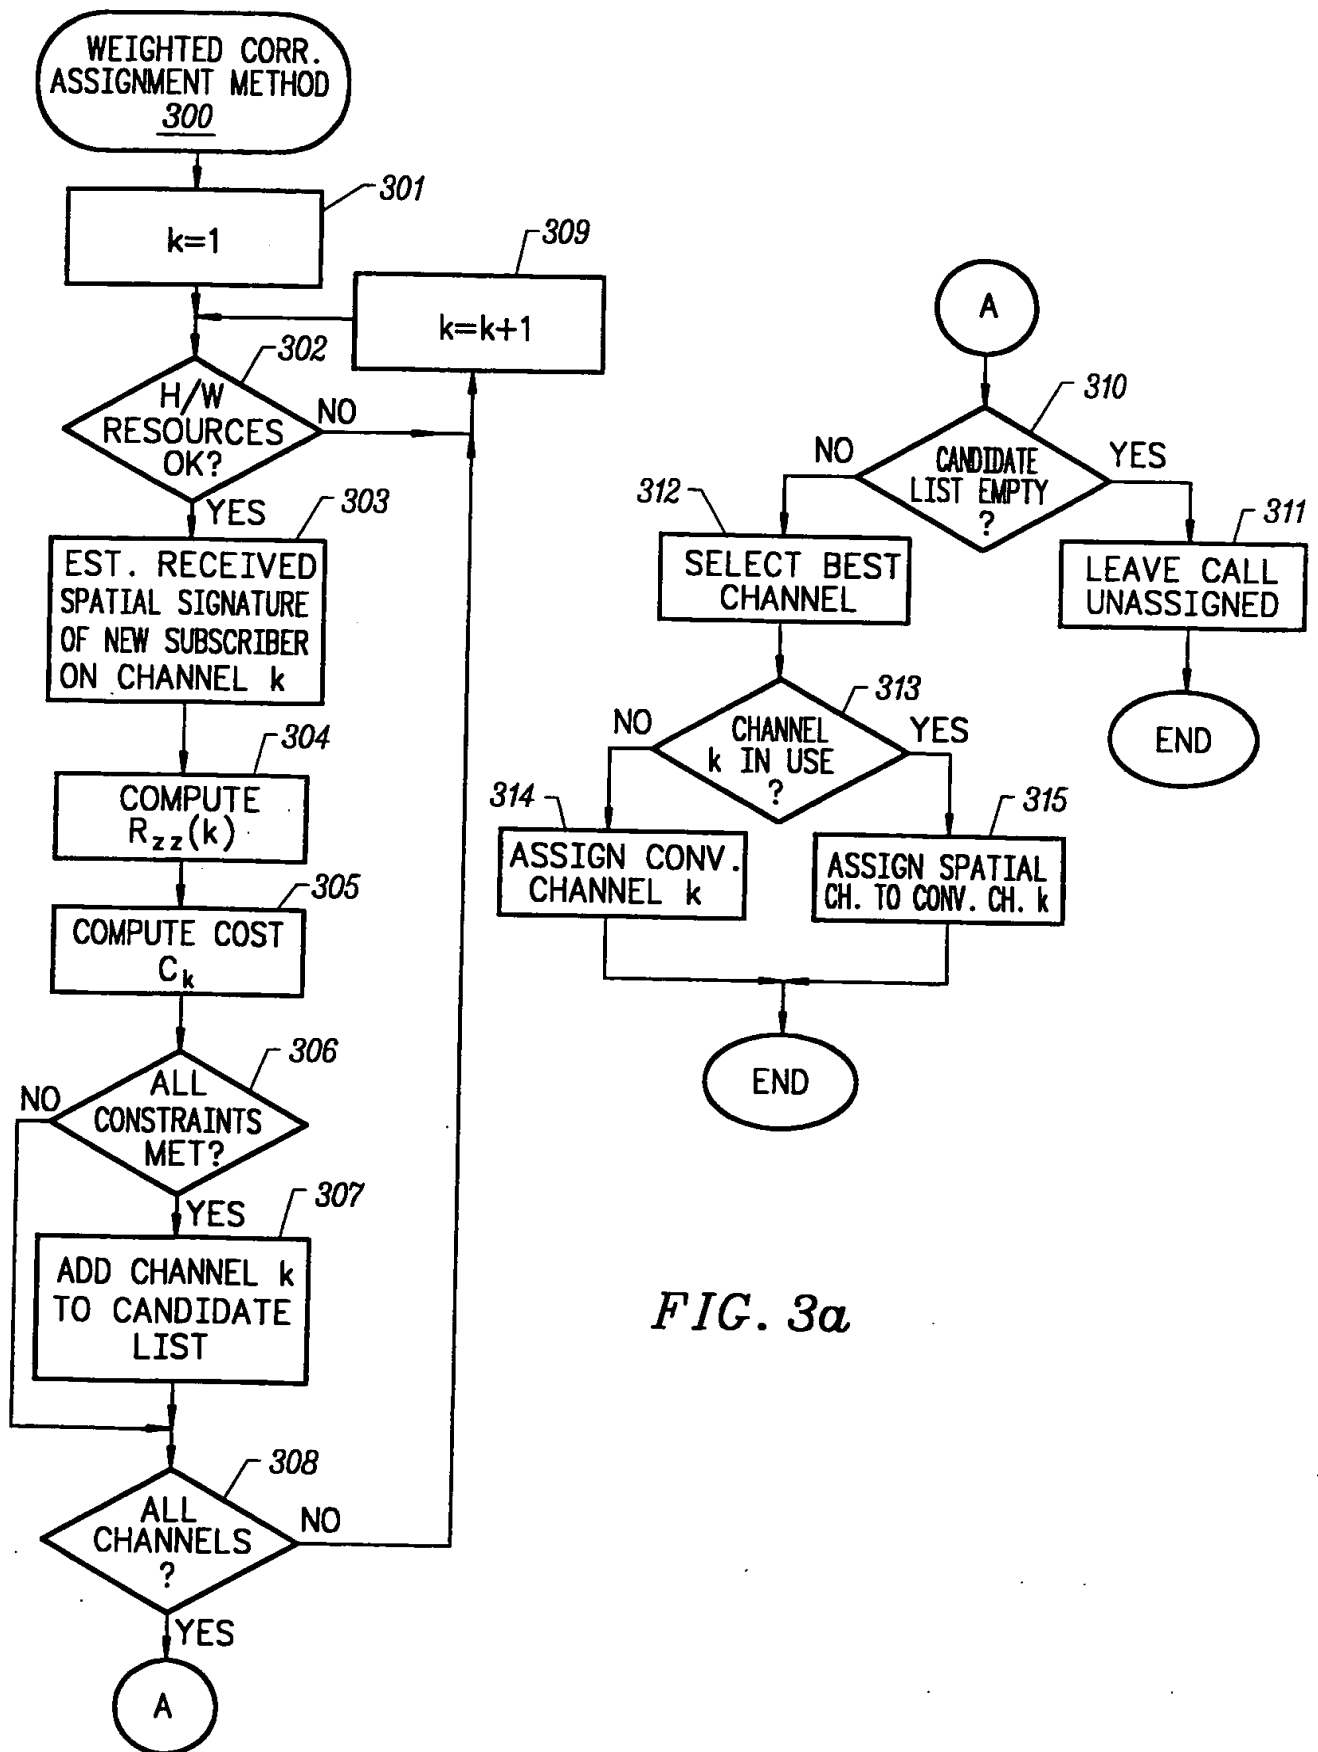 WEIGHTED CORR.
ASSIGNMENT METHOD
300
301
k=1
309
k=k+1
302
H/W
RESOURCES
OK?
NO
YES
303
EST. RECEIVED
SPATIAL SIGNATURE
OF NEW SUBSCRIBER
ON CHANNEL k
304
COMPUTE
Rzz(k)
305
COMPUTE COST
Ck
306
ALL
CONSTRAINTS
MET?
NO
YES
307
ADD CHANNEL k
TO CANDIDATE
LIST
308
ALL
CHANNELS
?
NO
YES
A
A
310
CANDIDATE
LIST EMPTY
?
NO
YES
312
SELECT BEST
CHANNEL
311
LEAVE CALL
UNASSIGNED
END
313
CHANNEL
k IN USE
?
NO
YES
314
ASSIGN CONV.
CHANNEL k
315
ASSIGN SPATIAL
CH. TO CONV. CH. k
END
FIG. 3a